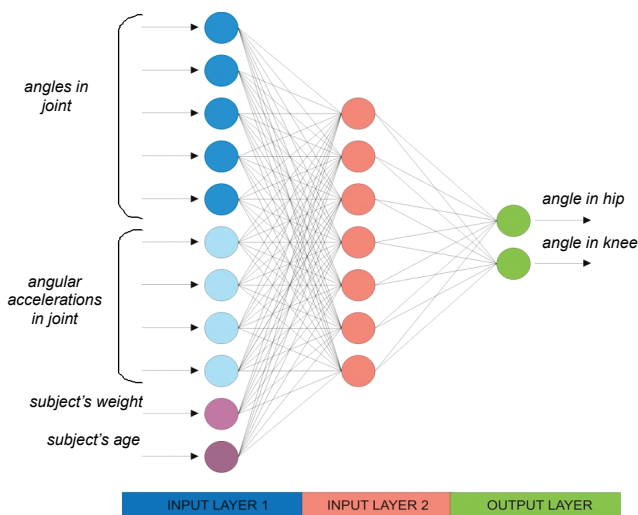 angles in
joint
angular
accelerations
in joint
subject's weight
subject's age
angle in hip
angle in knee
INPUT LAYER 1
INPUT LAYER 2
OUTPUT LAYER